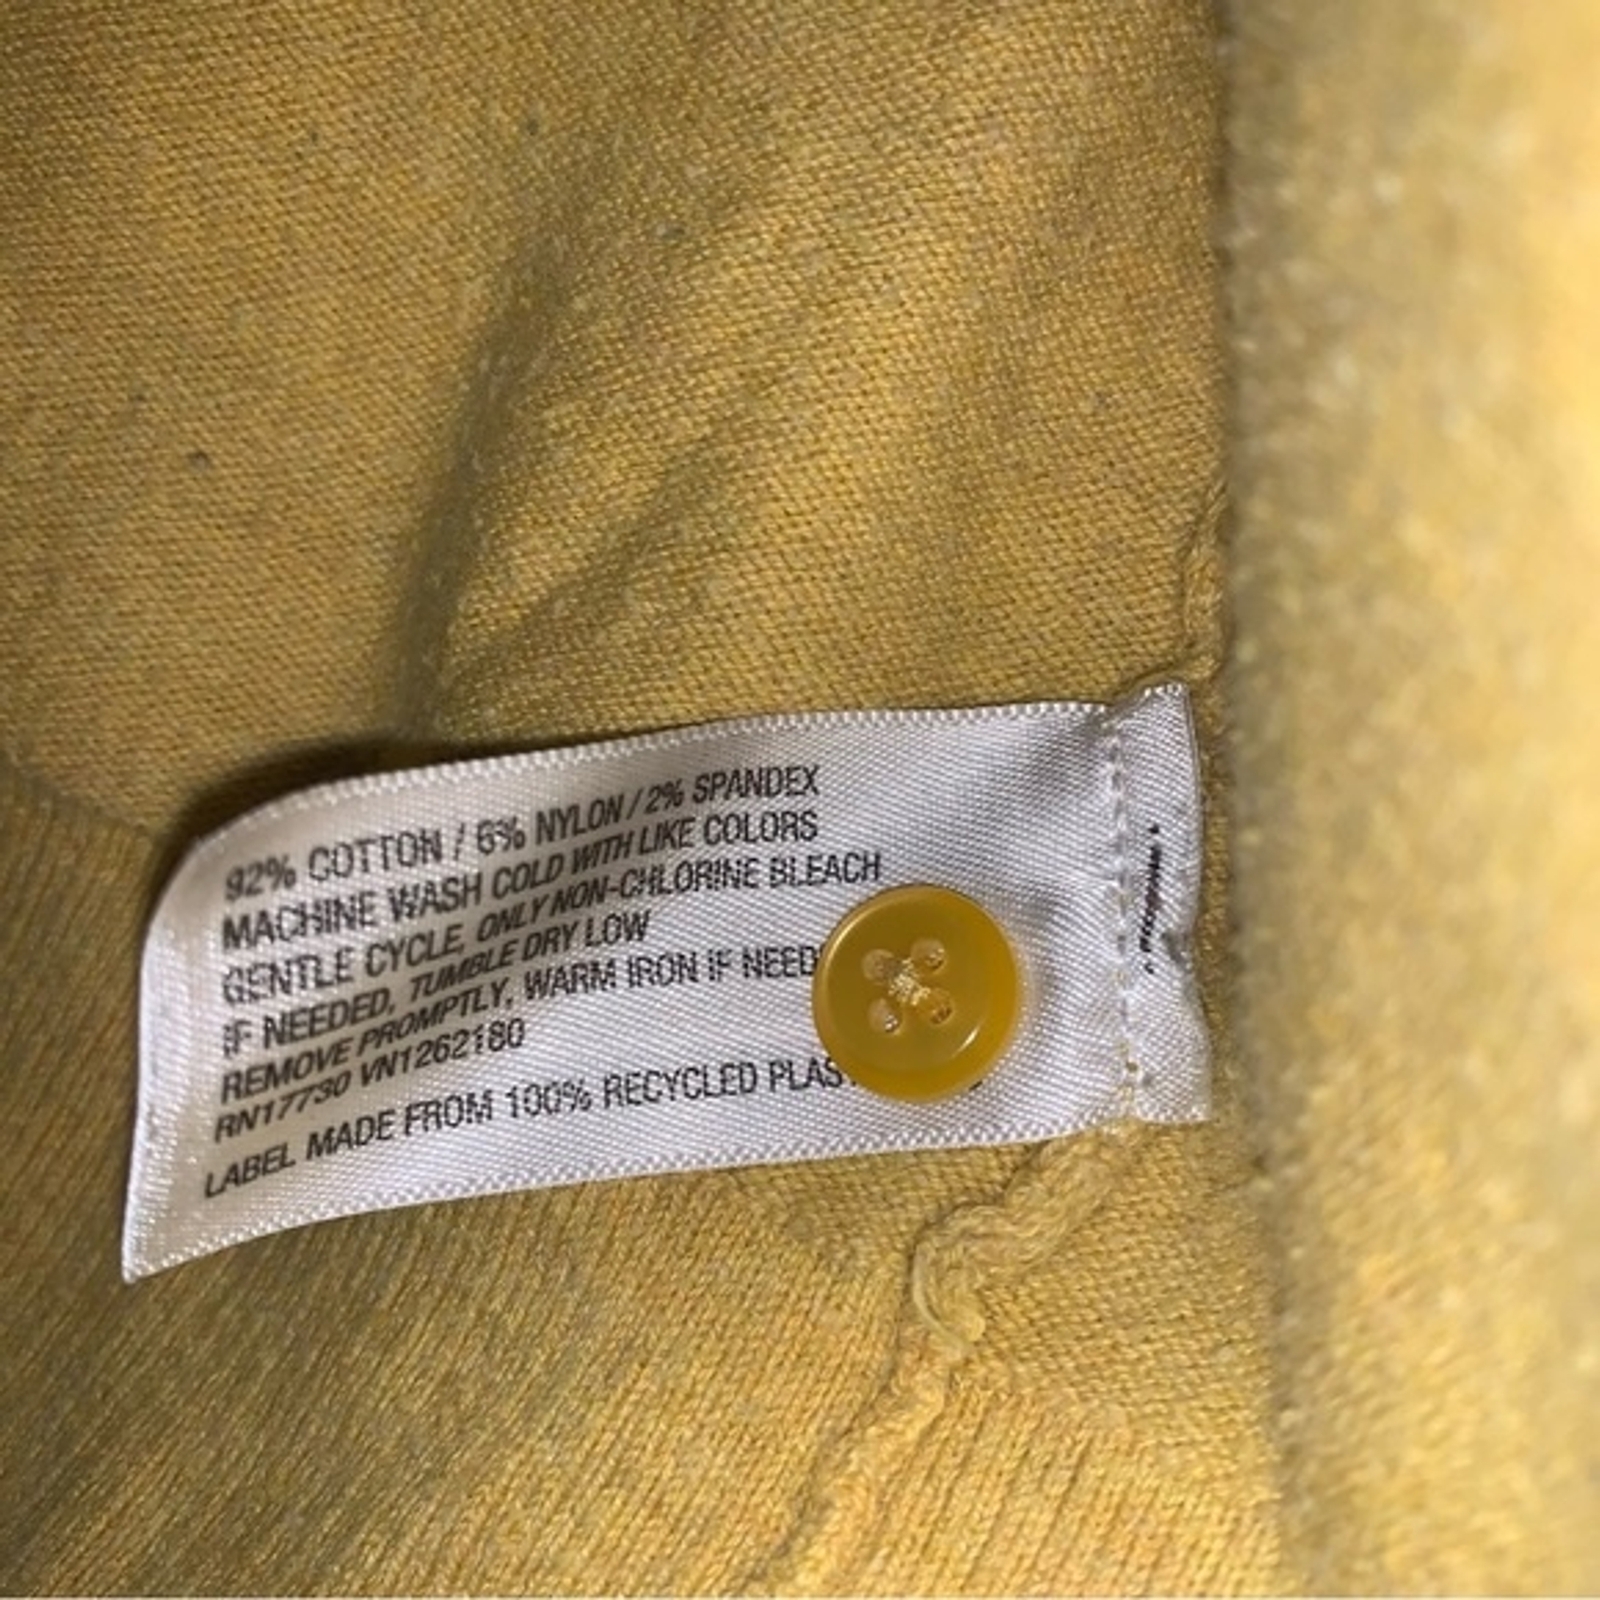 92% COTTON / 6% NYLON / 2% SPANDEX
MACHINE WASH COLD WITH LIKE COLORS
GENTLE CYCLE, ONLY NON-CHLORINE BLEACH
IF NEEDED, TUMBLE DRY LOW
REMOVE PROMPTLY, WARM IRON IF NEED
RN17730 VN1262180
LABEL MADE FROM 100% RECYCLED PLAS